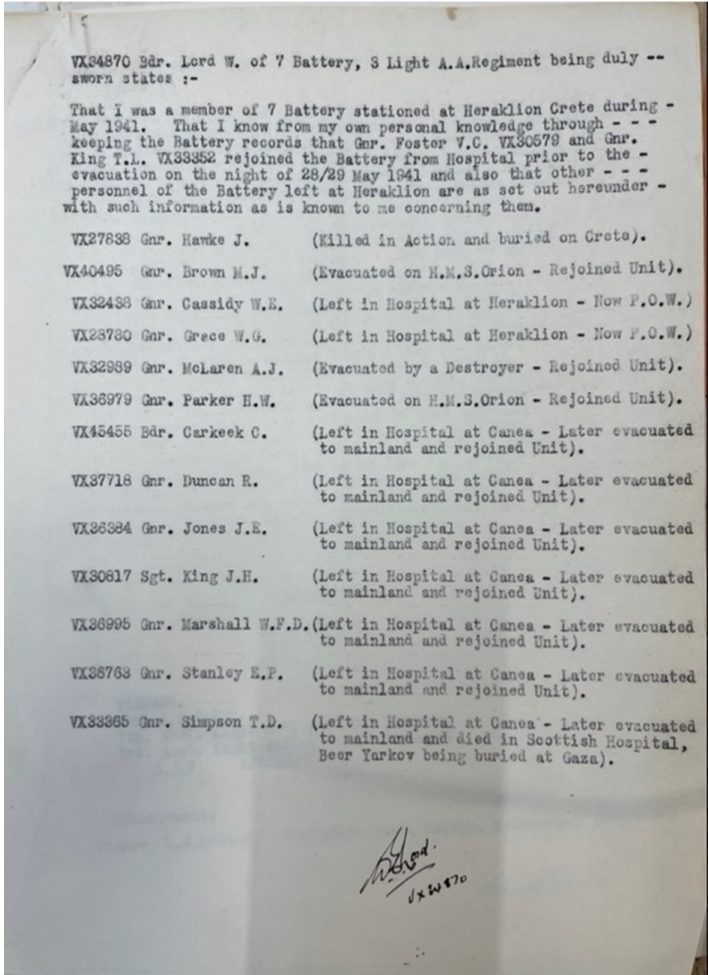 VX34870 Bdr. Lord W. of 7 Battery, 3 Light A.A.Regiment being duly --
sworn states :-
That I was a member of 7 Battery stationed at Heraklion Crete during -
May 1941. That I know from my own personal knowledge through - - -
keeping the Battery records that Gnr. Foster V.C. VX30579 and Gnr.
King T.L. VX33352 rejoined the Battery from Hospital prior to the -
evacuation on the night of 28/29 May 1941 and also that other - - -
personnel of the Battery left at Heraklion are as set out hereunder -
with such information as is known to me concerning them.
VX27838 Gnr. Hawke J. (Killed in Action and buried on Crete).
VX40495 Gnr. Brown M.J. (Evacuated on H.M.S.Orion - Rejoined Unit).
VX32438 Gnr. Cassidy W.E. (Left in Hospital at Heraklion - Now P.O.W.)
VX23730 Gnr. Grece W.G. (Left in Hospital at Heraklion - Now P.O.W.)
VX32989 Gnr. McLaren A.J. (Evacuated by a Destroyer - Rejoined Unit).
VX36979 Gnr. Parker H.W. (Evacuated on H.M.S.Orion - Rejoined Unit).
VX45455 Bdr. Carkeek C. (Left in Hospital at Canea - Later evacuated
to mainland and rejoined Unit).
VX37718 Gnr. Duncan R. (Left in Hospital at Canea - Later evacuated
to mainland and rejoined Unit).
VX36384 Gnr. Jones J.E. (Left in Hospital at Canea - Later evacuated
to mainland and rejoined Unit).
VX30817 Sgt. King J.H. (Left in Hospital at Canea - Later evacuated
to mainland and rejoined Unit).
VX36995 Gnr. Marshall W.F.D.(Left in Hospital at Canea - Later evacuated
to mainland and rejoined Unit).
VX36763 Gnr. Stanley E.P. (Left in Hospital at Canea - Later evacuated
to mainland and rejoined Unit).
VX33365 Gnr. Simpson T.D. (Left in Hospital at Canea - Later evacuated
to mainland and died in Scottish Hospital,
Beer Yarkov being buried at Gaza).
Lord.